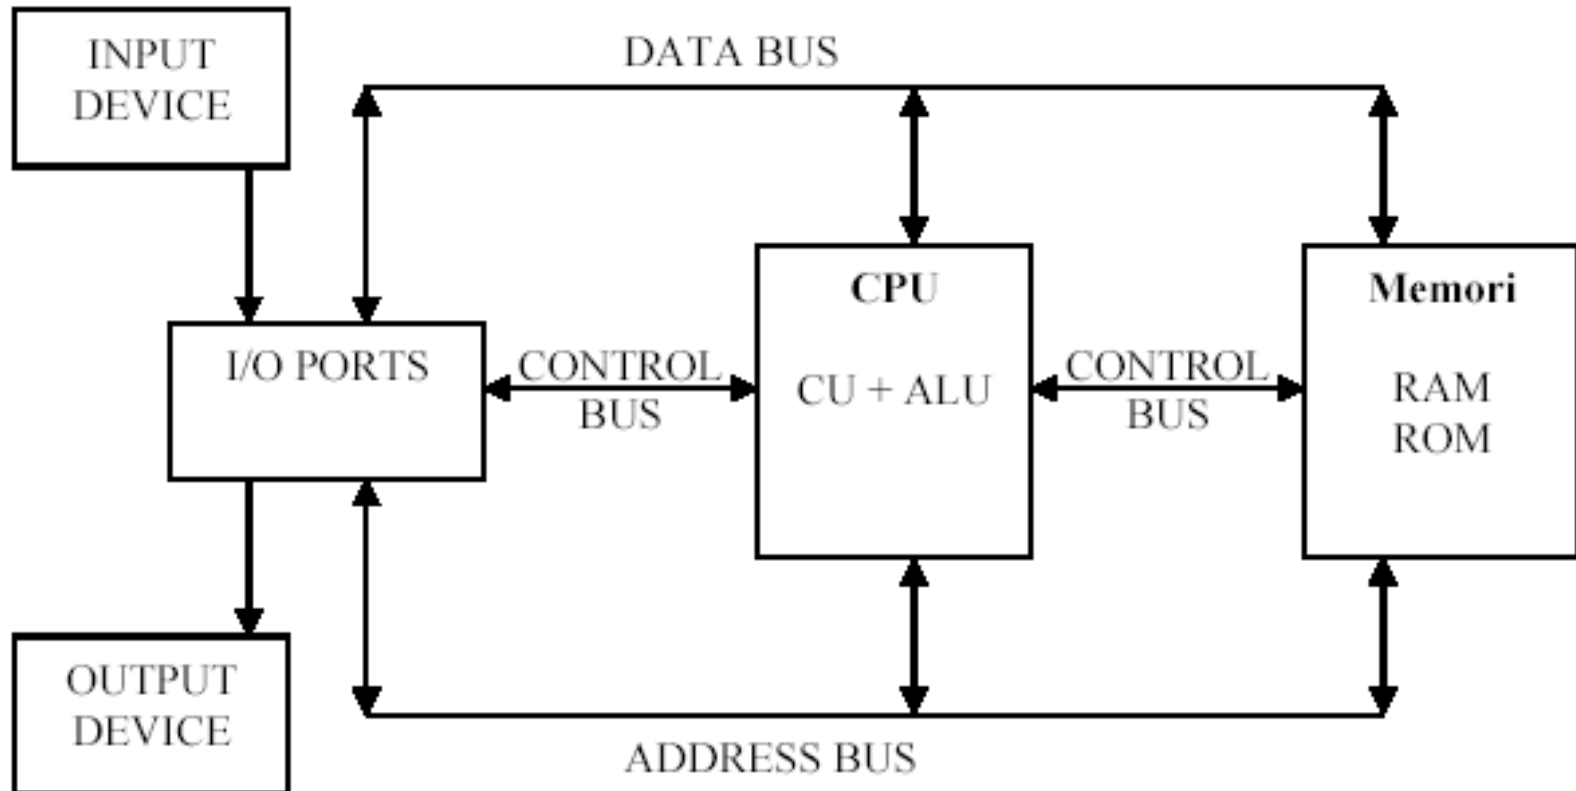 INPUT
DEVICE
DATA BUS
CPU
Memori
I/O PORTS
CONTROL
BUS
CU + ALU
CONTROL
BUS
RAM
ROM
OUTPUT
DEVICE
ADDRESS BUS